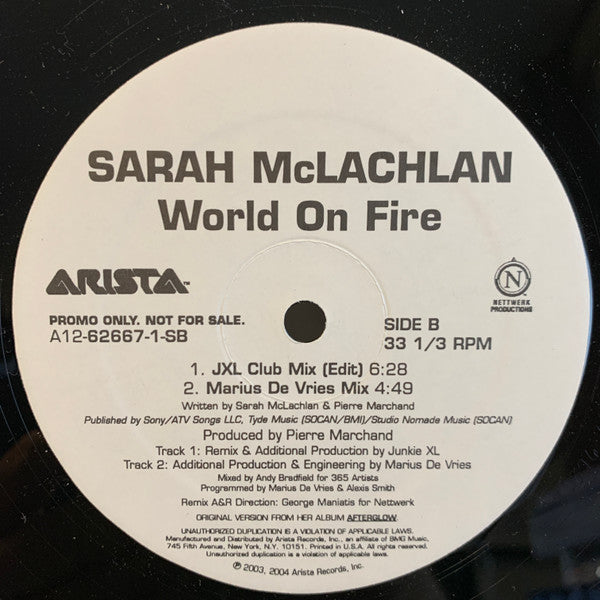 SARAH McLACHLAN
World On Fire
ARISTA™
N
NETTWERK
PRODUCTIONS
PROMO ONLY. NOT FOR SALE.
A12-62667-1-SB
SIDE B
33 1/3 RPM
1. JXL Club Mix (Edit) 6:28
2. Marius De Vries Mix 4:49
Written by Sarah McLachlan & Pierre Marchand
Published by Sony/ATV Songs LLC, Tyde Music (SOCAN/BMI)/Studio Nomade Music (SOCAN)
Produced by Pierre Marchand
Track 1: Remix & Additional Production by Junkie XL
Track 2: Additional Production & Engineering by Marius De Vries
Mixed by Andy Bradfield for 365 Artists
Programmed by Marius De Vries & Alexis Smith
Remix A&R Direction: George Maniatis for Nettwerk
ORIGINAL VERSION FROM HER ALBUM AFTERGLOW
UNAUTHORIZED DUPLICATION IS A VIOLATION OF APPLICABLE LAWS.
Manufactured and Distributed by Arista Records, Inc., an affiliate of BMG Music,
745 Fifth Avenue, New York, N.Y. 10151. Printed in U.S.A. All rights reserved.
Unauthorized duplication is a violation of applicable laws.
℗ © 2003, 2004 Arista Records, Inc.